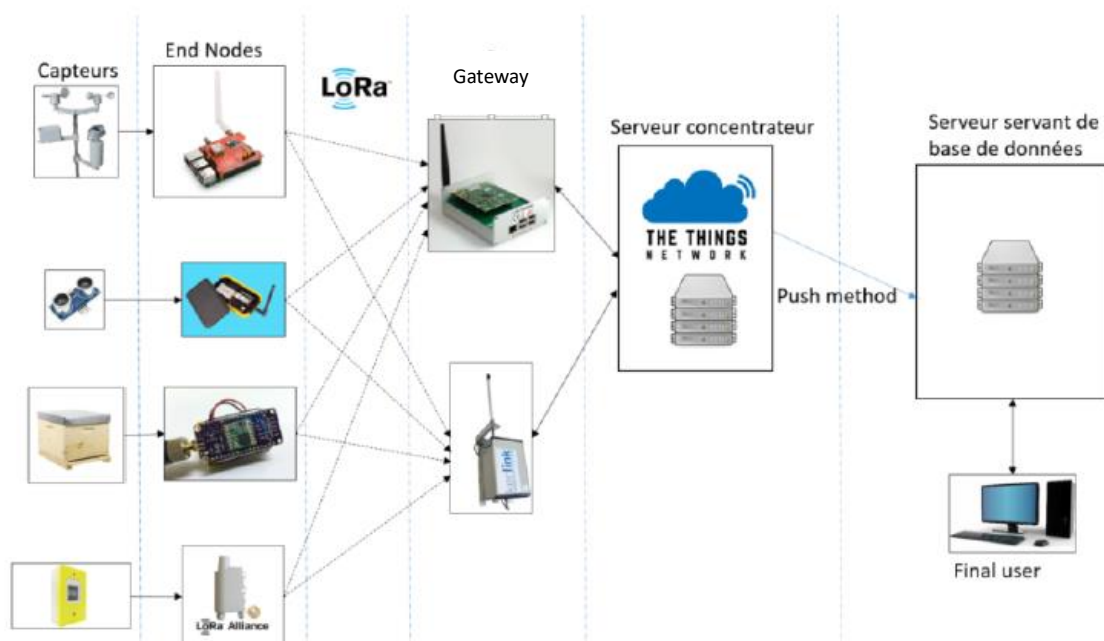 End Nodes
Capteurs
LoRa
Gateway
Serveur concentrateur
Serveur servant de
base de données
THE THINGS
NETWORK
Push method
link
LoRa Alliance
Final user